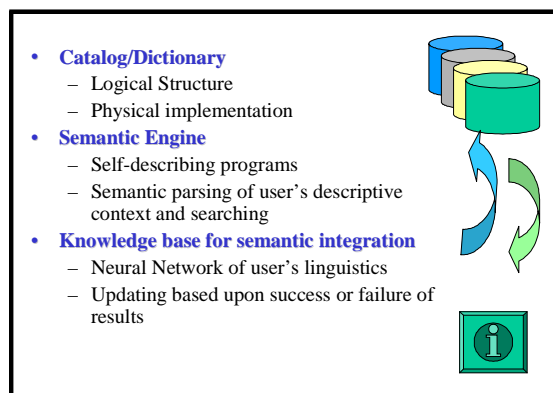 • Catalog/Dictionary
– Logical Structure
– Physical implementation
• Semantic Engine
– Self-describing programs
– Semantic parsing of user’s descriptive
context and searching
• Knowledge base for semantic integration
– Neural Network of user’s linguistics
– Updating based upon success or failure of
results
i